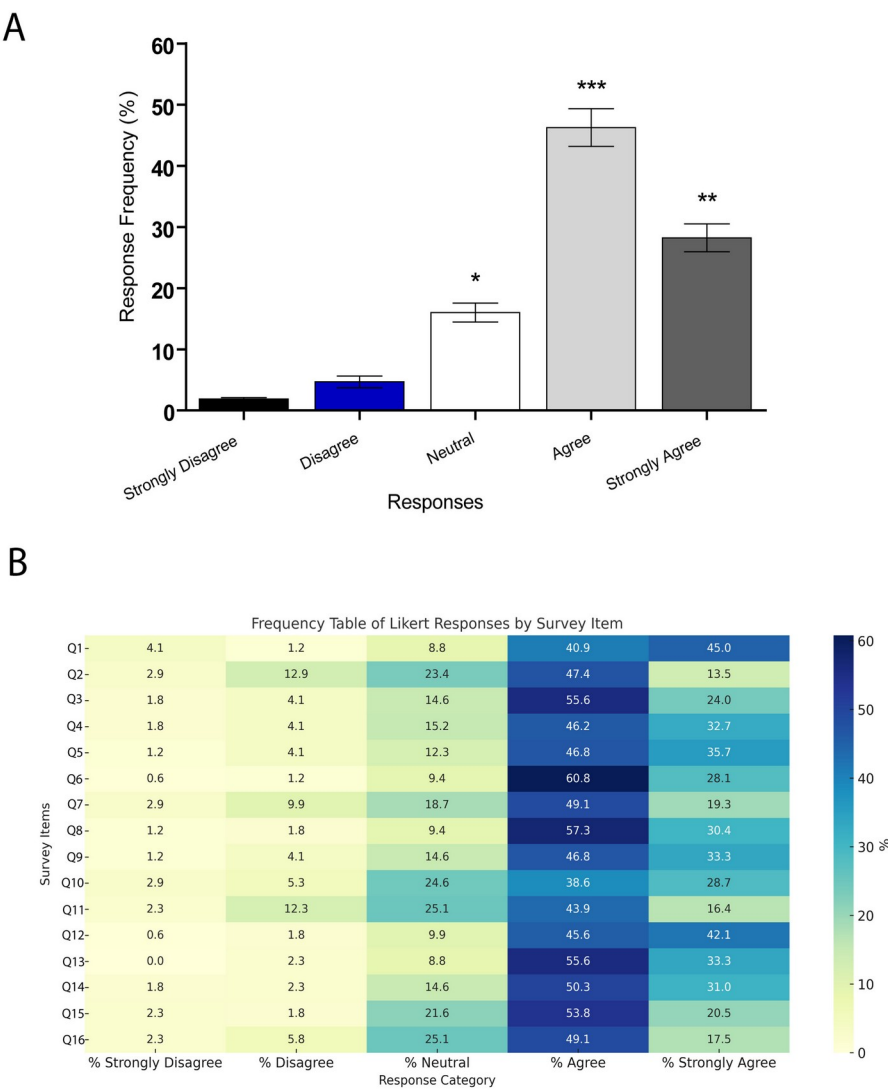 A
60
50
40
30
20
10
0
Response Frequency (%)
*
***
**
Strongly Disagree
Disagree
Neutral
Agree
Strongly Agree
Responses
B
Frequency Table of Likert Responses by Survey Item
Survey Items
Q1 4.1 1.2 8.8 40.9 45.0
Q2 2.9 12.9 23.4 47.4 13.5
Q3 1.8 4.1 14.6 55.6 24.0
Q4 1.8 4.1 15.2 46.2 32.7
Q5 1.2 4.1 12.3 46.8 35.7
Q6 0.6 1.2 9.4 60.8 28.1
Q7 2.9 9.9 18.7 49.1 19.3
Q8 1.2 1.8 9.4 57.3 30.4
Q9 1.2 4.1 14.6 46.8 33.3
Q10 2.9 5.3 24.6 38.6 28.7
Q11 2.3 12.3 25.1 43.9 16.4
Q12 0.6 1.8 9.9 45.6 42.1
Q13 0.0 2.3 8.8 55.6 33.3
Q14 1.8 2.3 14.6 50.3 31.0
Q15 2.3 1.8 21.6 53.8 20.5
Q16 2.3 5.8 25.1 49.1 17.5
% Strongly Disagree % Disagree % Neutral % Agree % Strongly Agree
Response Category
60
50
40
30
20
10
0
%